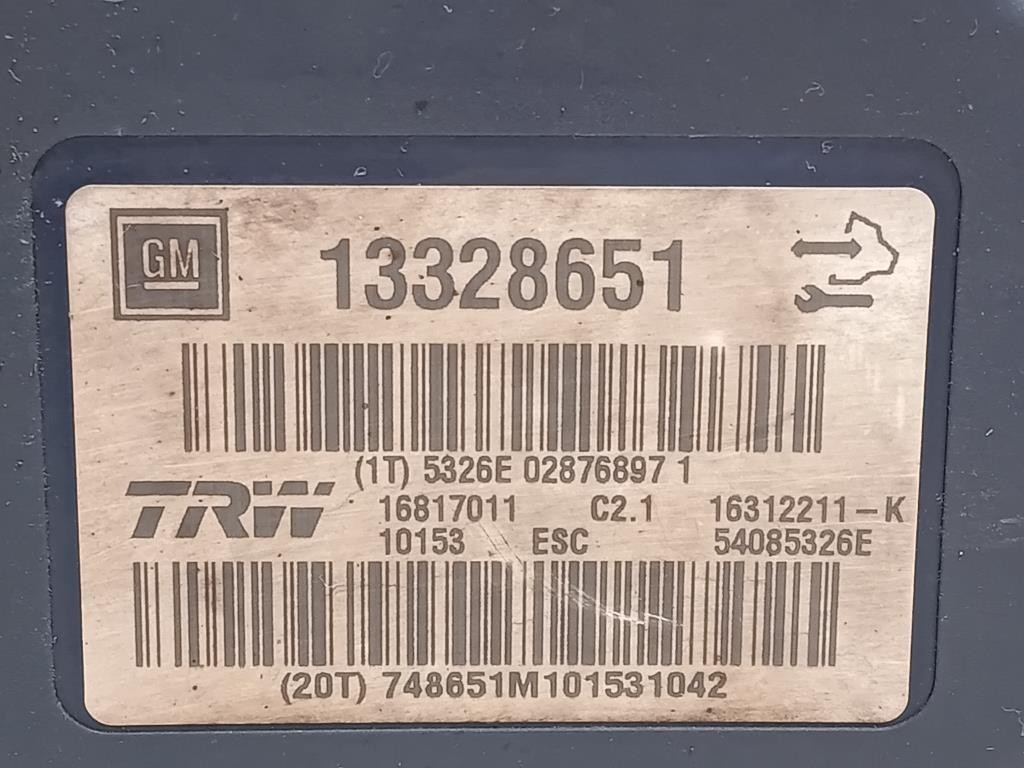 GM 13328651
(1T) 5326E 02876897 1
TRW 16817011 C2.1 16312211-K
10153 ESC 54085326E
(20T) 748651M101531042